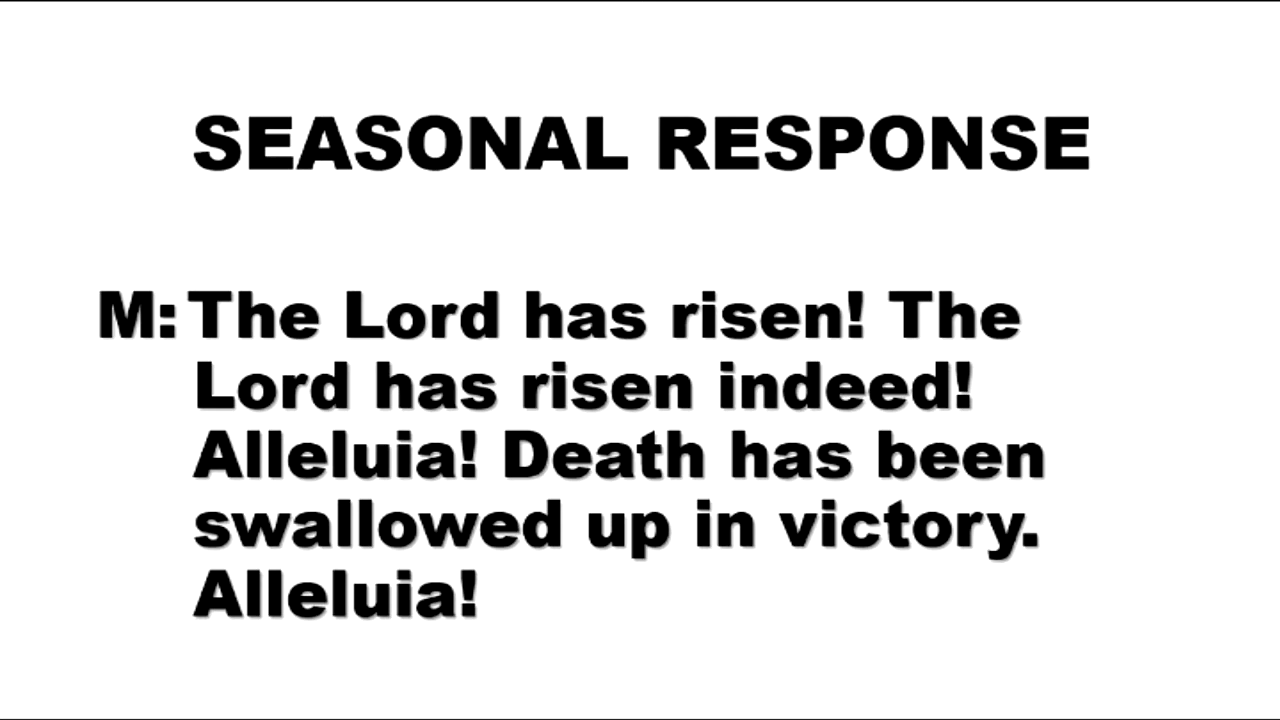 SEASONAL RESPONSE
M: The Lord has risen! The
Lord has risen indeed!
Alleluia! Death has been
swallowed up in victory.
Alleluia!